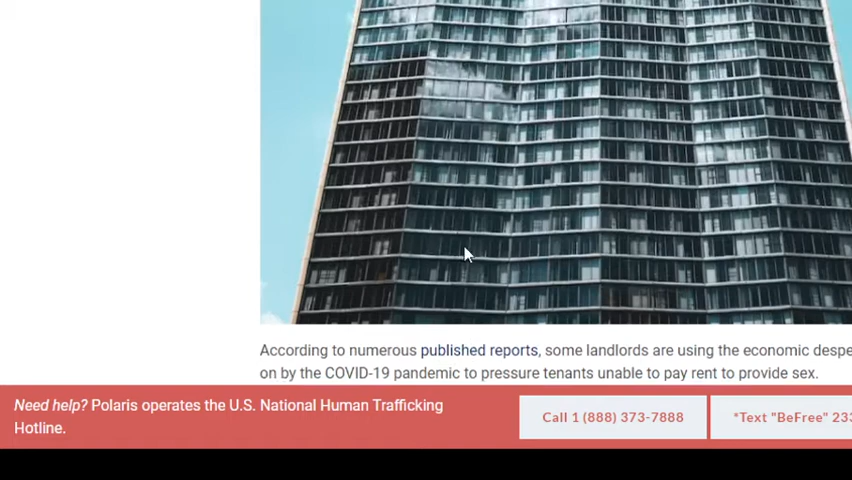 According to numerous published reports, some landlords are using the economic
on by the COVID-19 pandemic to pressure tenants unable to pay rent to provide sex.
Need help? Polaris operates the U.S. National Human Trafficking
Hotline.
Call 1 (888) 373-7888
*Text "BeFree" 233